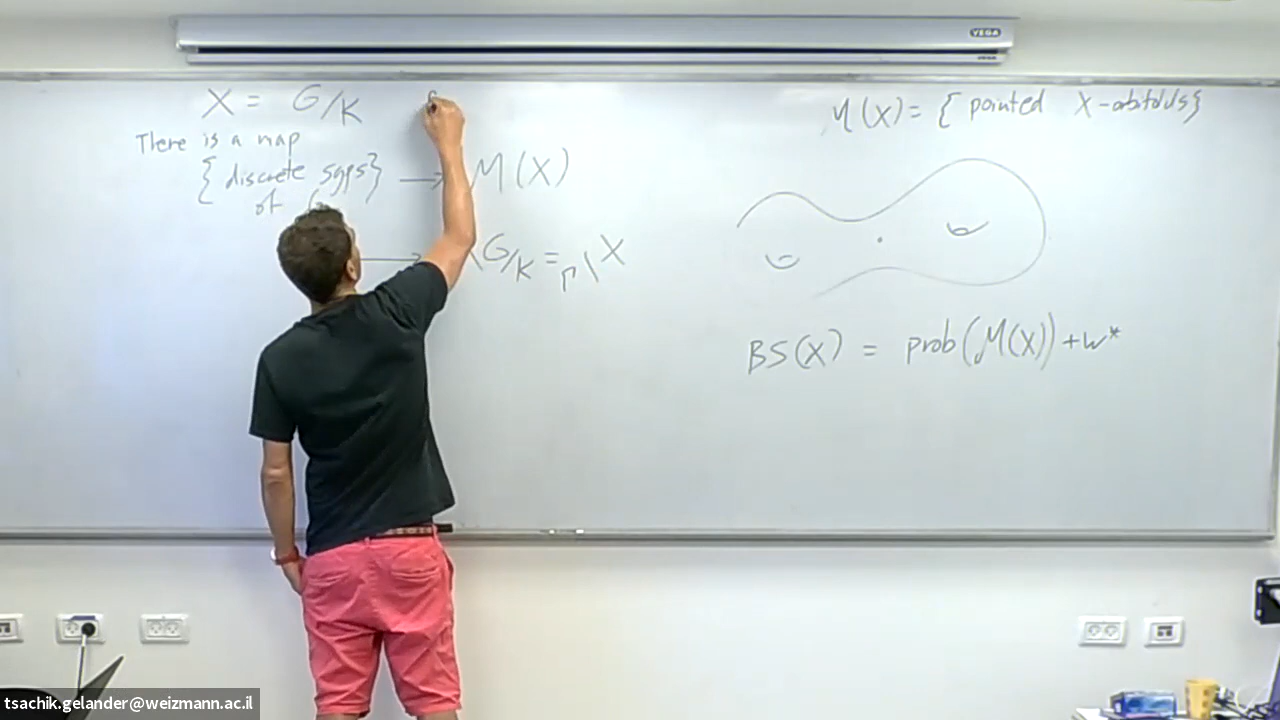 VEGA
X = G/K
There is a map
{ discrete sgps } → M(X)
of
→ \G/K = Γ\X
M(X) = { pointed X-orbifolds}
BS(X) = prob(M(X)) + w*
tsachik.gelander@weizmann.ac.il